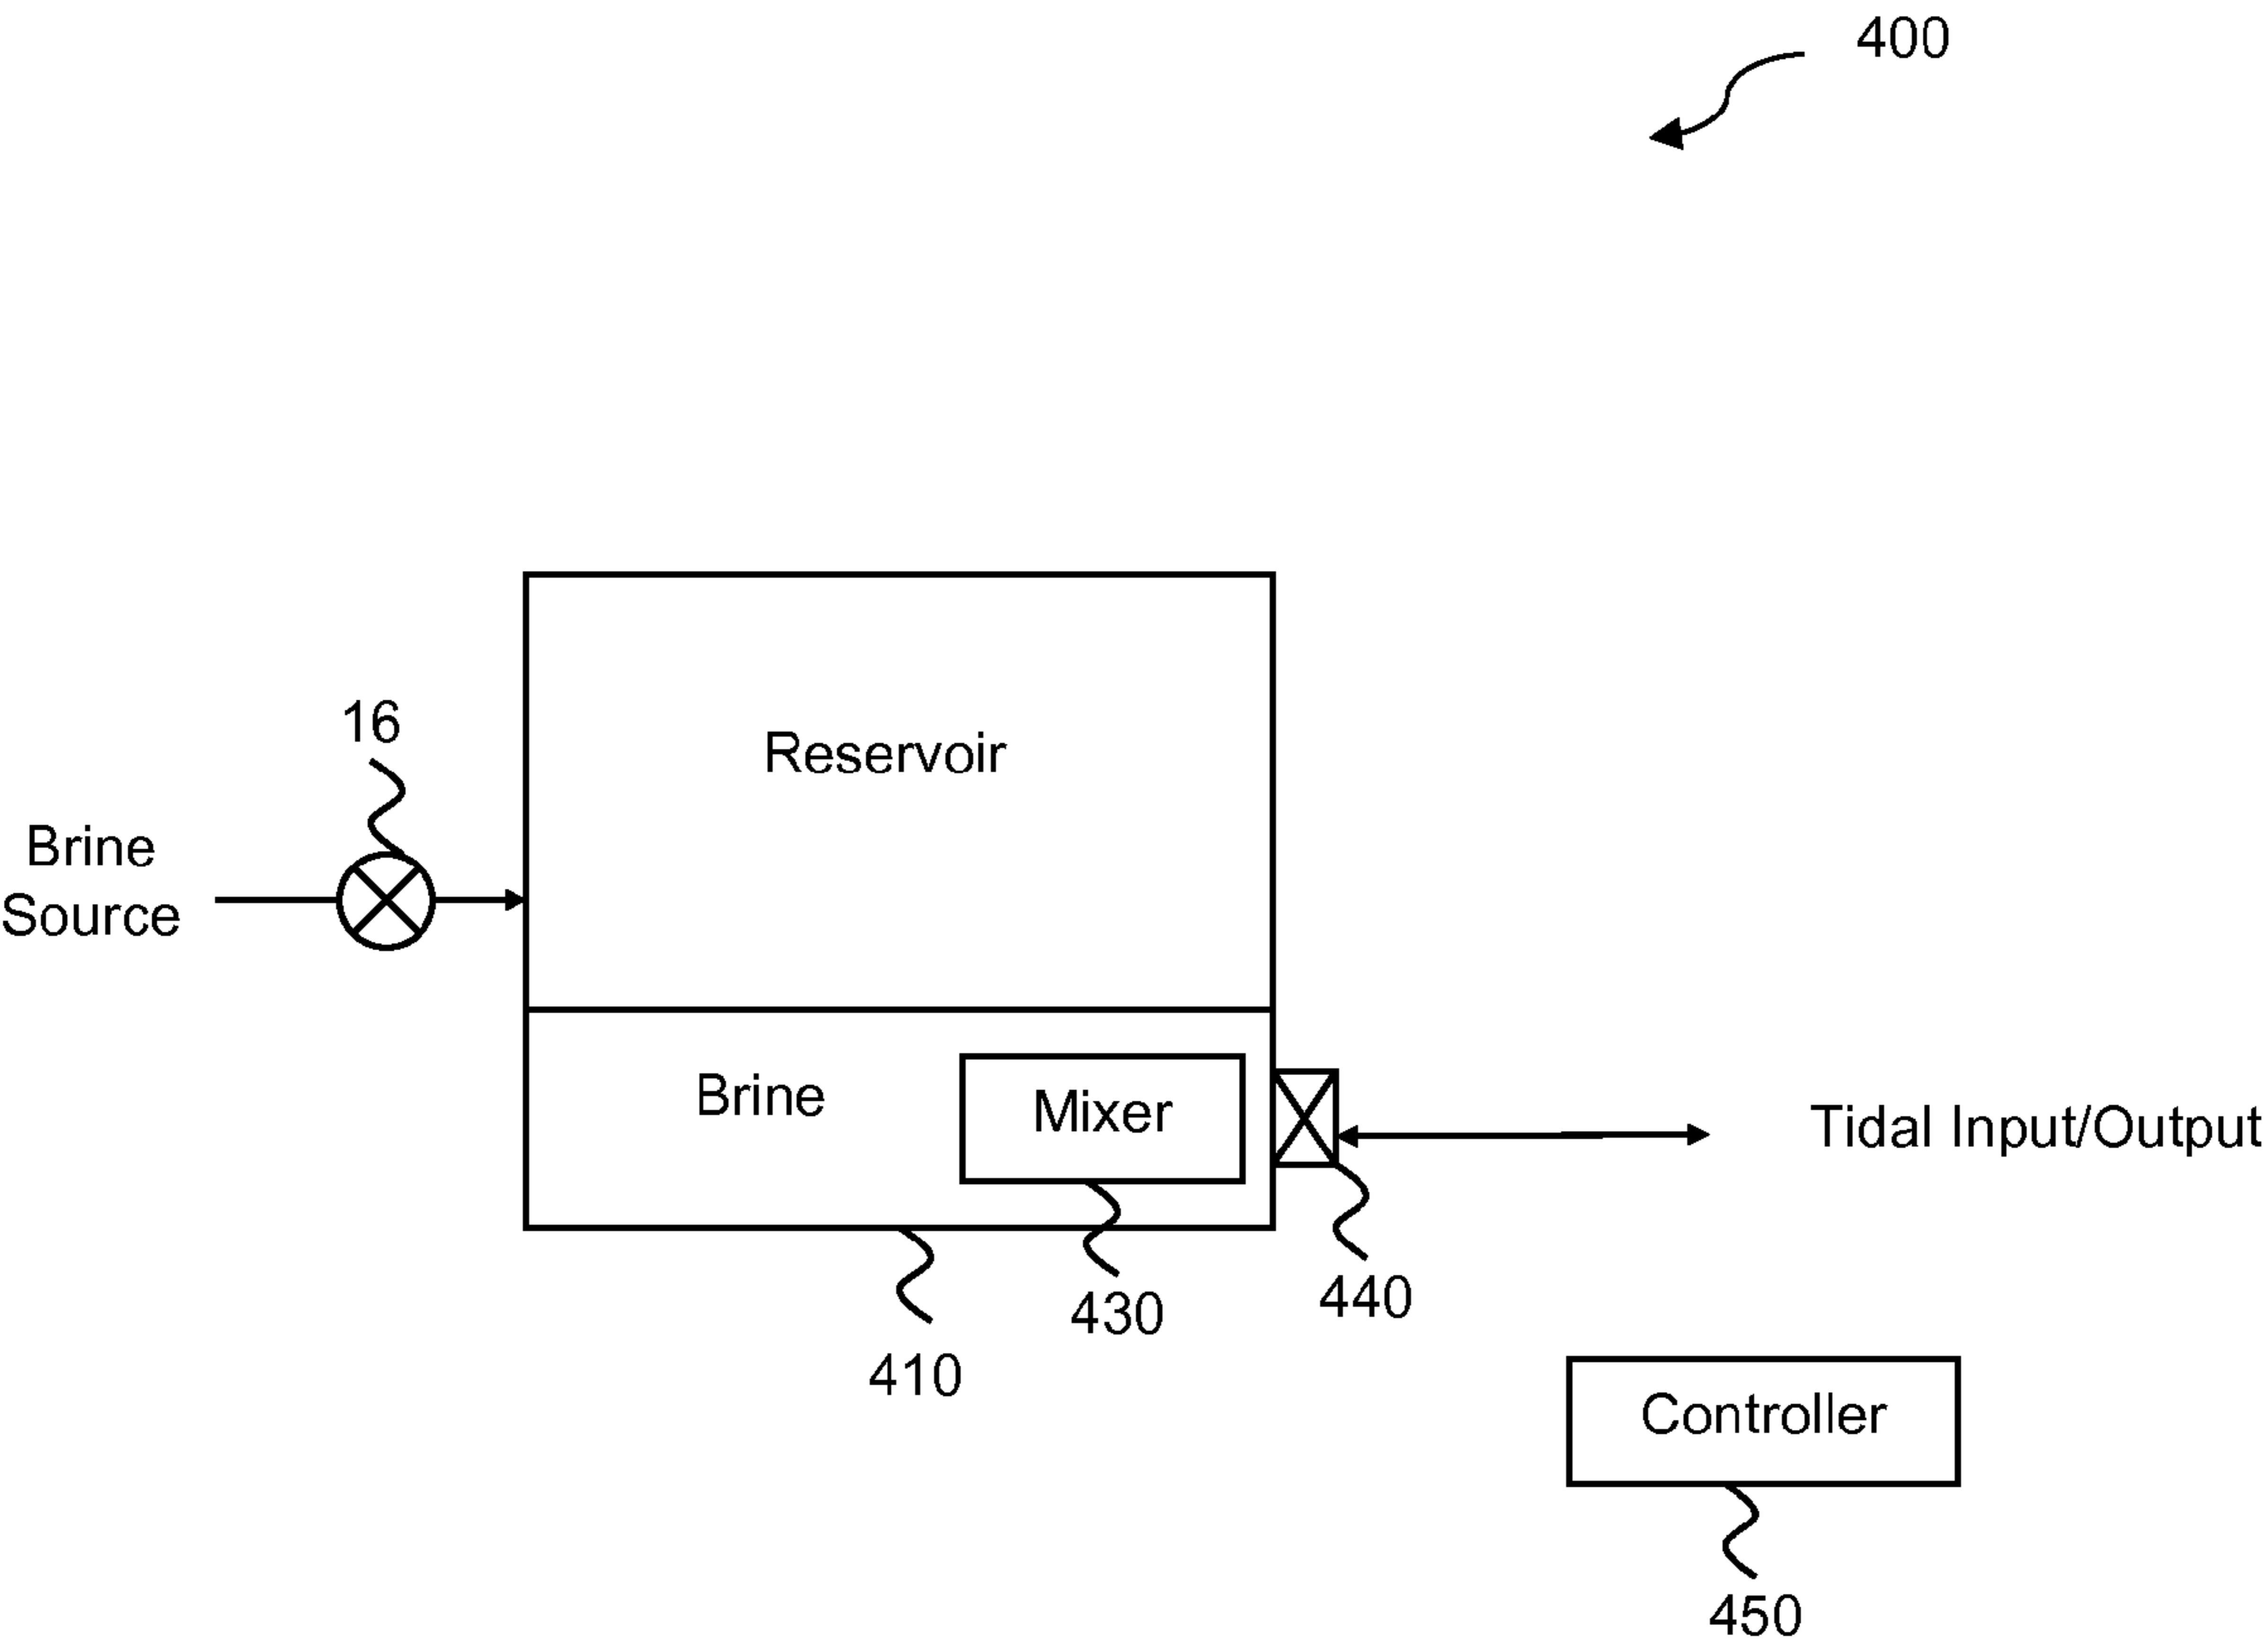 400
16
Reservoir
Brine
Source
Brine
Mixer
Tidal Input/Output
430
440
410
Controller
450